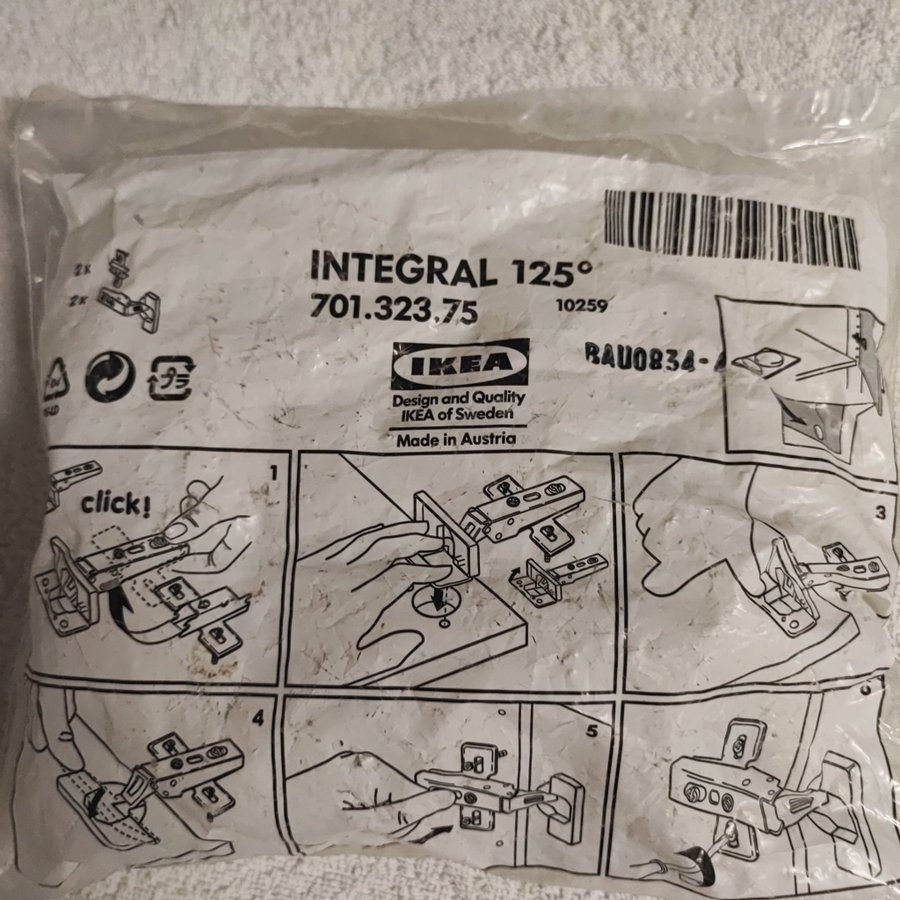 INTEGRAL 125°
701.323.75
10259
2x
2x
IKEA
BAU0834-
Design and Quality
IKEA of Sweden
Made in Austria
1
click!
3
4
5